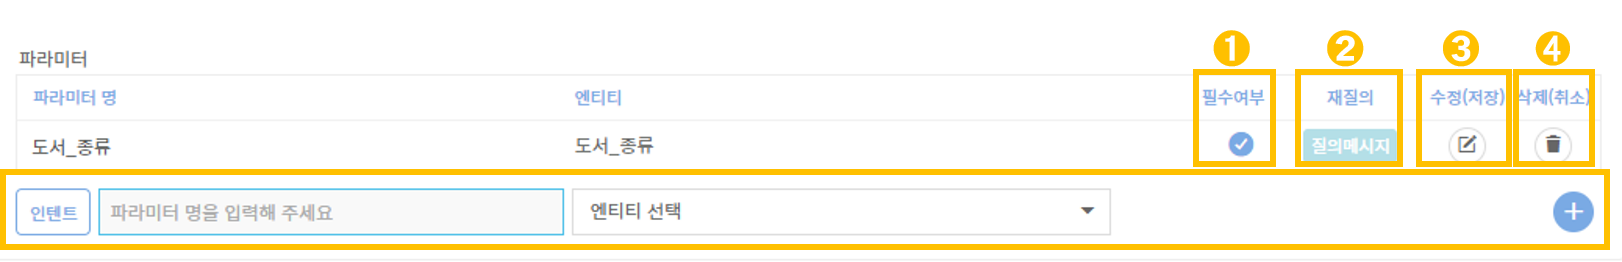 1 2 3 4
파라미터
파라미터 명 엔티티 필수여부 재질의 수정(저장) 삭제(취소)
도서_종류 도서_종류 질의메시지
인텐트 파라미터 명을 입력해 주세요 엔티티 선택 +